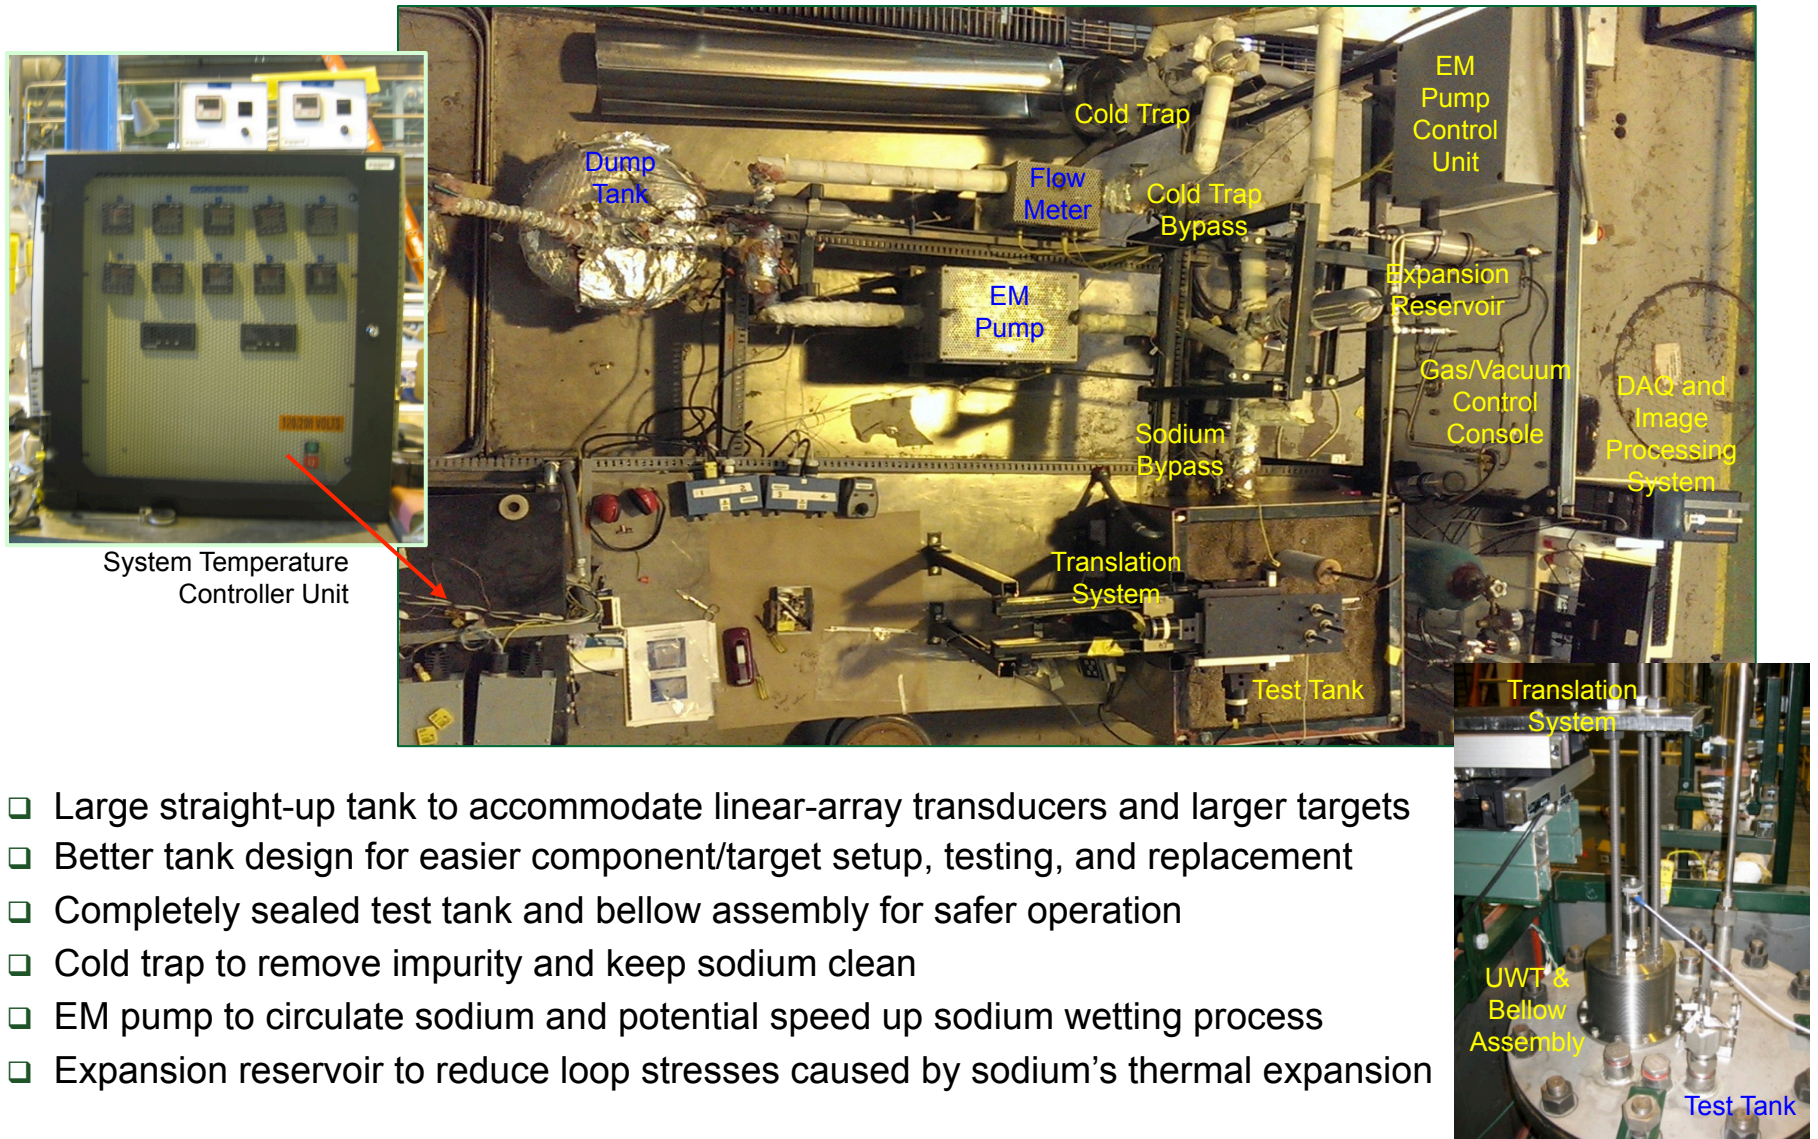 Cold Trap
EM
Pump
Control
Unit
Dump
Tank
Flow
Meter
Cold Trap
Bypass
EM
Pump
Expansion
Reservoir
Gas/Vacuum
Control
Console
DAQ and
Image
Processing
System
Sodium
Bypass
120/208 VOLTS
System Temperature
Controller Unit
Translation
System
Test Tank
Translation
System
UWT &
Bellow
Assembly
Test Tank
Large straight-up tank to accommodate linear-array transducers and larger targets
Better tank design for easier component/target setup, testing, and replacement
Completely sealed test tank and bellow assembly for safer operation
Cold trap to remove impurity and keep sodium clean
EM pump to circulate sodium and potential speed up sodium wetting process
Expansion reservoir to reduce loop stresses caused by sodium’s thermal expansion